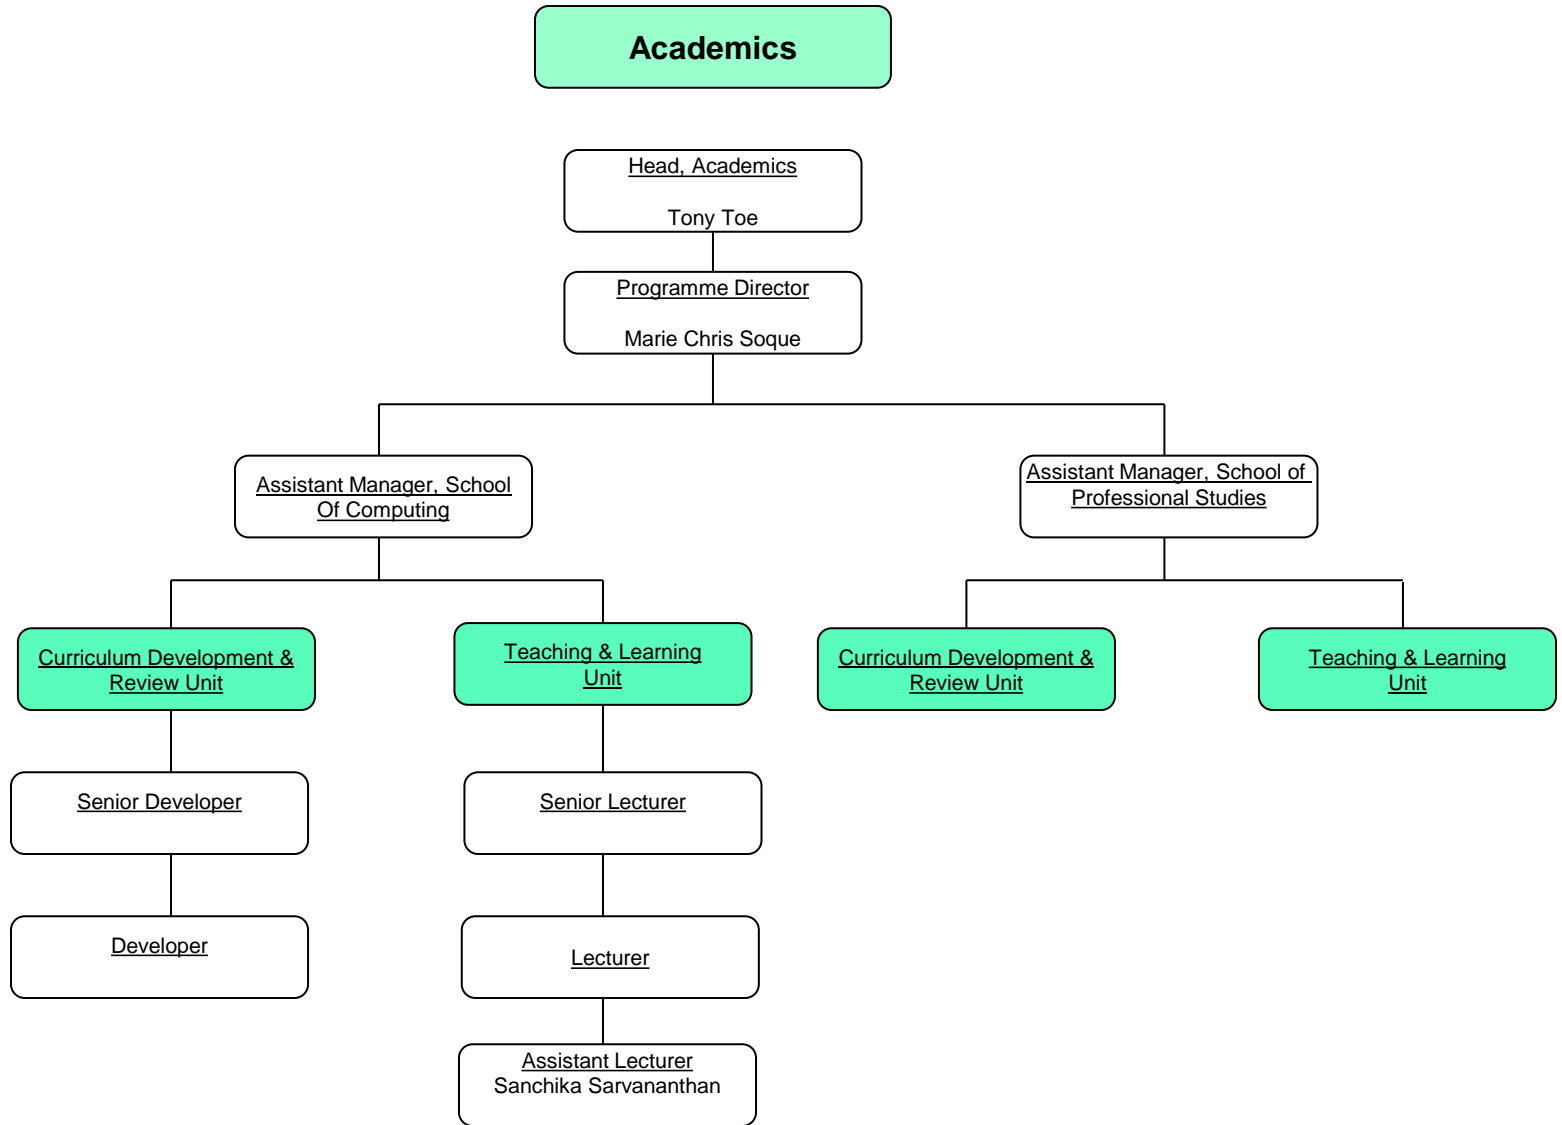 Academics
Head, Academics
Tony Toe
Programme Director
Marie Chris Soque
Assistant Manager, School
Of Computing
Assistant Manager, School of
Professional Studies
Curriculum Development &
Review Unit
Teaching & Learning
Unit
Curriculum Development &
Review Unit
Teaching & Learning
Unit
Senior Developer
Senior Lecturer
Developer
Lecturer
Assistant Lecturer
Sanchika Sarvananthan